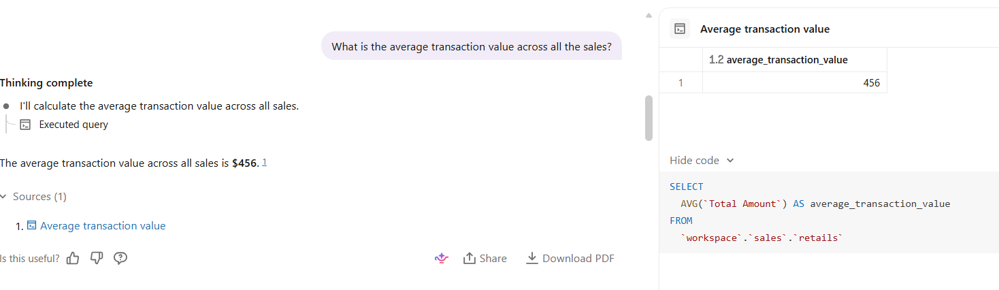 What is the average transaction value across all the sales?
Thinking complete
I'll calculate the average transaction value across all sales.
Executed query
The average transaction value across all sales is $456. 1
Sources (1)
1. Average transaction value
Is this useful?
Share
Download PDF
Average transaction value
1.2 average_transaction_value
1 456
Hide code
SELECT
AVG(`Total Amount`) AS average_transaction_value
FROM
`workspace`.`sales`.`retails`